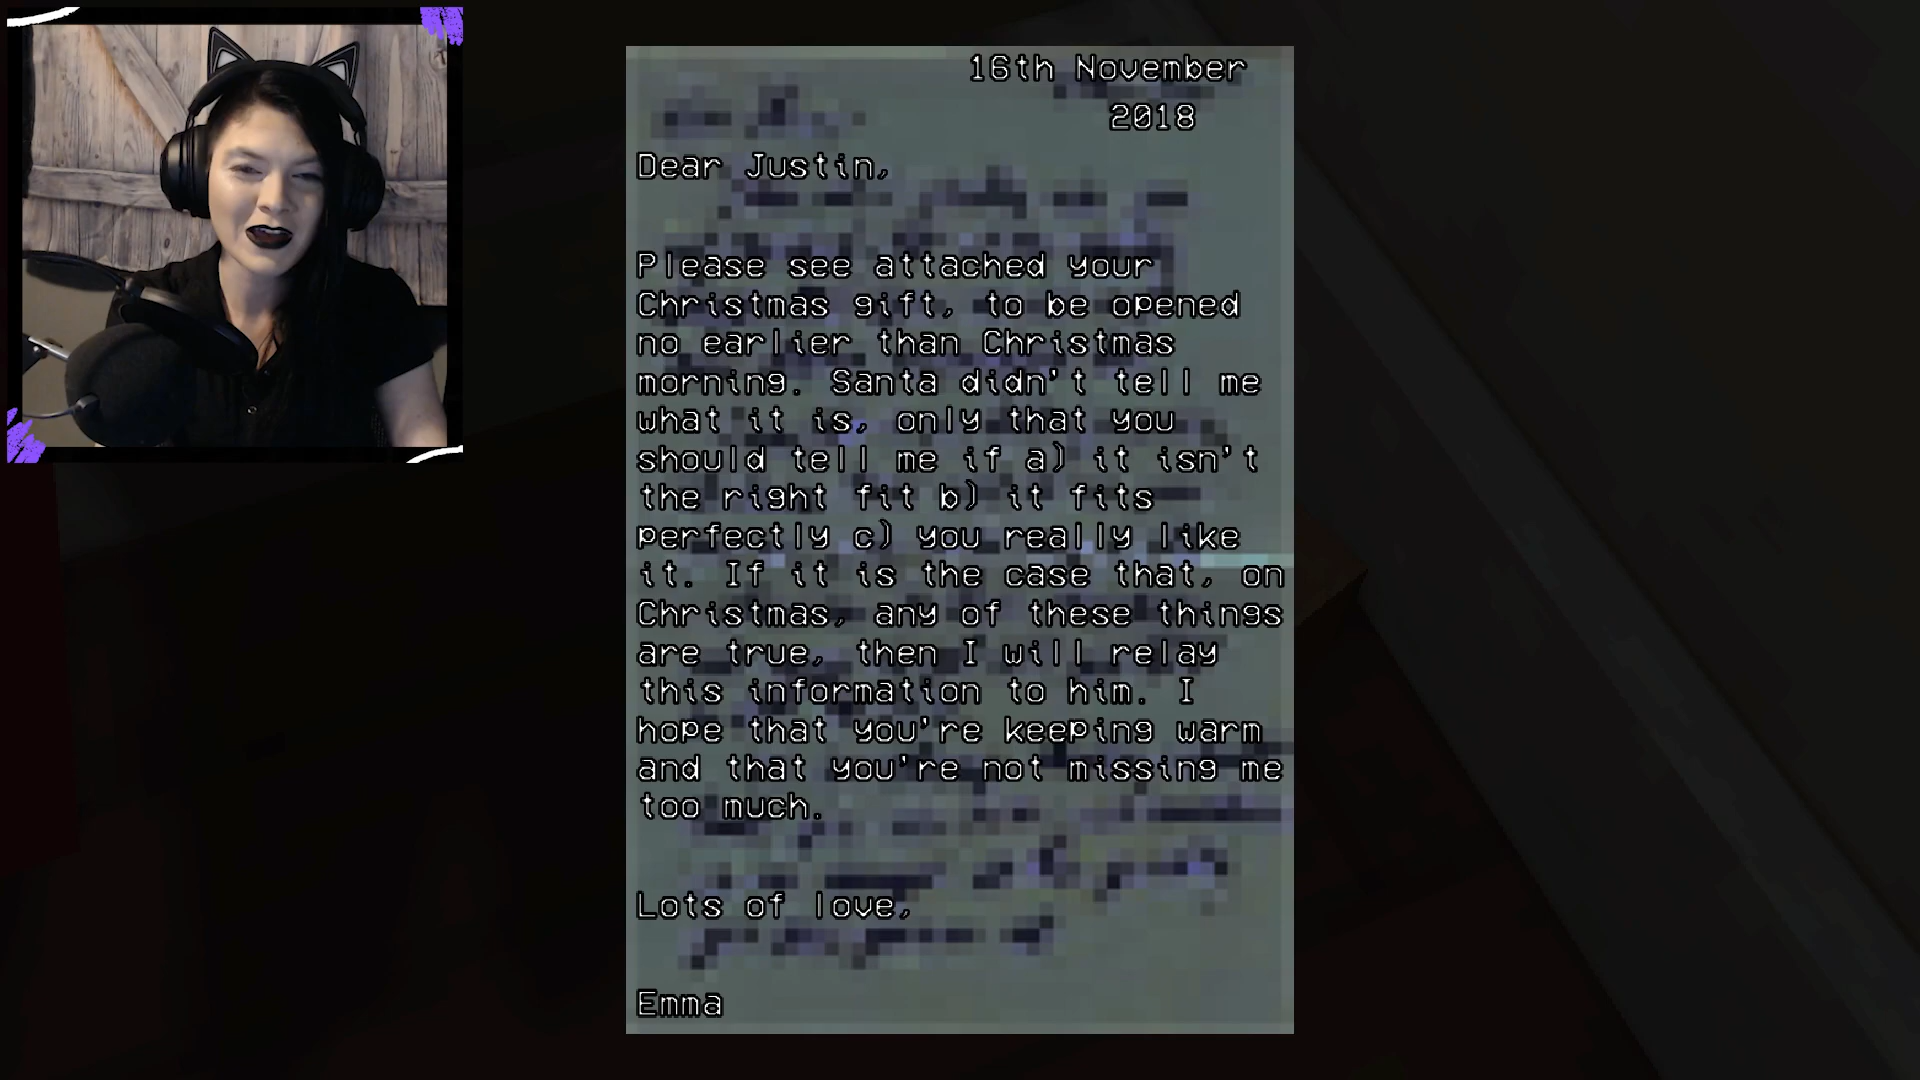 16th November
2018
Dear Justin,
Please see attached your
Christmas gift, to be opened
no earlier than Christmas
morning. Santa didn't tell me
what it is, only that you
should tell me if a) it isn't
the right fit b) it fits
perfectly c) you really like
it. If it is the case that, on
Christmas, any of these things
are true, then I will relay
this information to him. I
hope that you're keeping warm
and that you're not missing me
too much.
Lots of love,
Emma